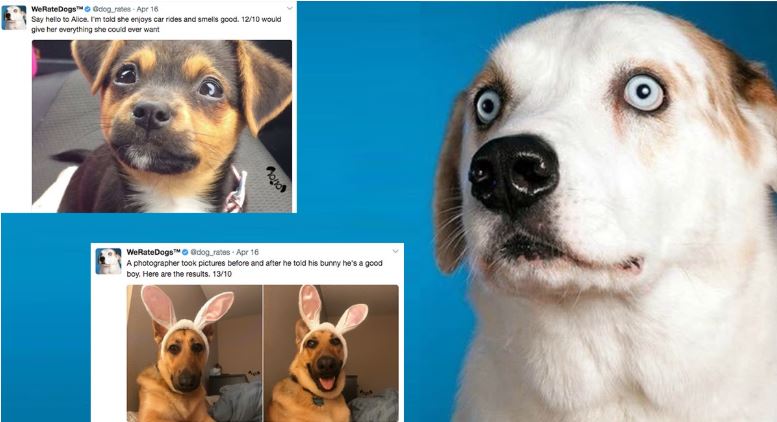 WeRateDogs™ @dog_rates · Apr 16
Say hello to Alice. I'm told she enjoys car rides and smells good. 12/10 would
give her everything she could ever want
WeRateDogs™ @dog_rates · Apr 16
A photographer took pictures before and after he told his bunny he's a good
boy. Here are the results. 13/10